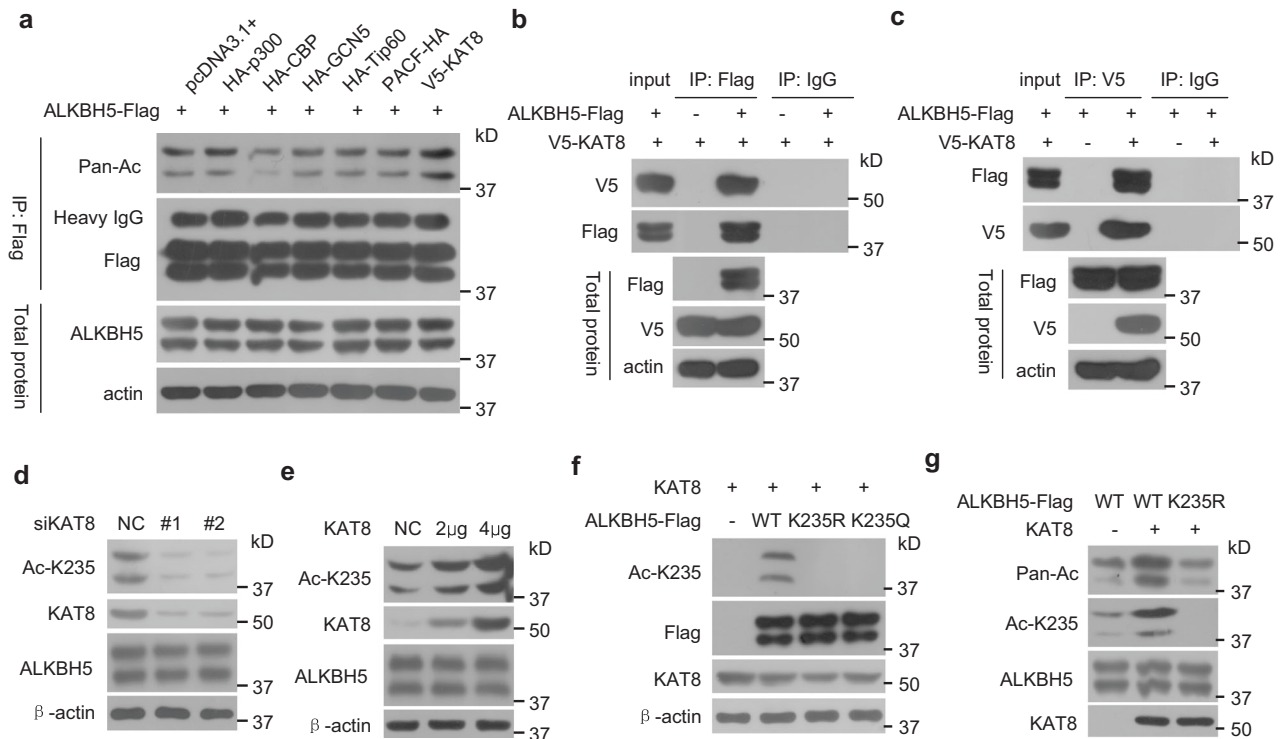 a
pcDNA3.1+
HA-p300
HA-CBP
HA-GCN5
HA-Tip60
PACF-HA
V5-KAT8
ALKBH5-Flag + + + + + + +
kD
IP: Flag
Pan-Ac
37
Heavy IgG
Flag
37
Total protein
ALKBH5
37
actin
37
b
input IP: Flag IP: IgG
ALKBH5-Flag + - + - +
V5-KAT8 + + + + +
kD
V5
50
Flag
37
Total protein
Flag
37
V5
50
actin
37
c
input IP: V5 IP: IgG
ALKBH5-Flag + + + + +
V5-KAT8 + - + - +
kD
Flag
37
V5
50
Total protein
Flag
37
V5
50
actin
37
d
siKAT8 NC #1 #2
kD
Ac-K235
37
KAT8
50
ALKBH5
37
β-actin
37
e
KAT8 NC 2μg 4μg
kD
Ac-K235
37
KAT8
50
ALKBH5
37
β-actin
37
f
KAT8 + + + +
ALKBH5-Flag - WT K235R K235Q
kD
Ac-K235
37
Flag
37
KAT8
50
β-actin
37
g
ALKBH5-Flag WT WT K235R
KAT8 - + +
kD
Pan-Ac
37
Ac-K235
37
ALKBH5
37
KAT8
50